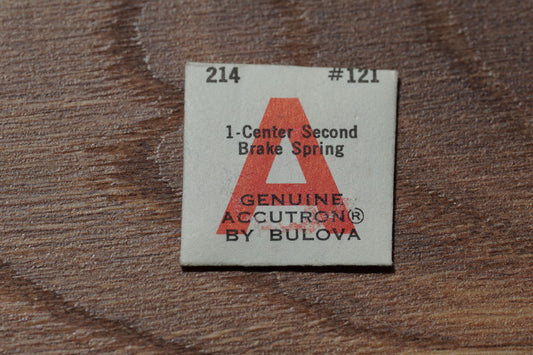 214 #121
A
1-Center Second
Brake Spring
GENUINE
ACCUTRON®
BY BULOVA